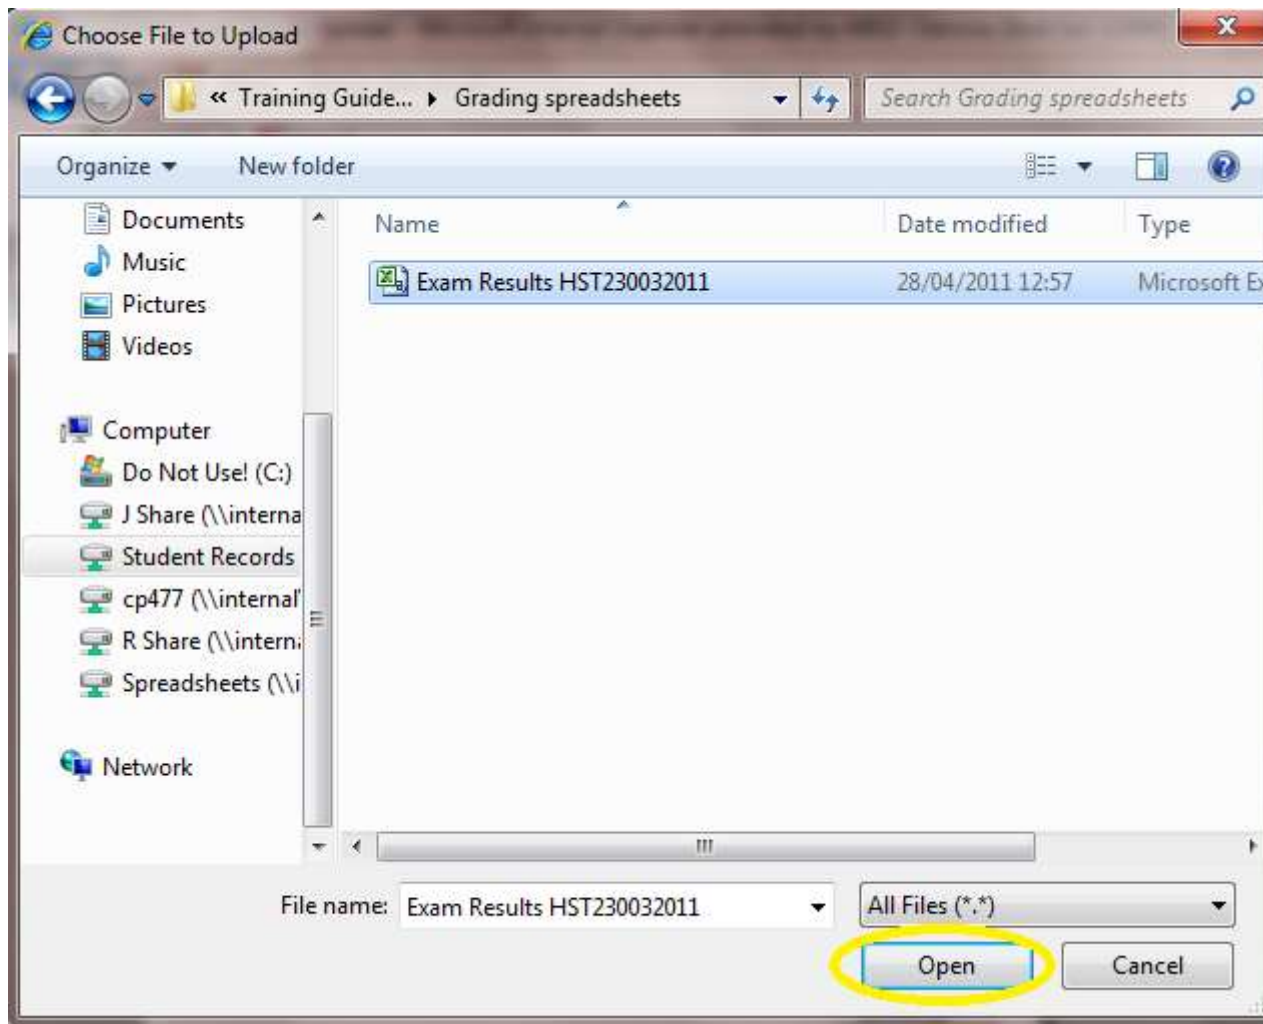 Choose File to Upload
« Training Guide... ▸ Grading spreadsheets
Search Grading spreadsheets
Organize
New folder
Name
Date modified
Type
Documents
Music
Pictures
Videos
Computer
Do Not Use! (C:)
J Share (\\interna
Student Records
cp477 (\\internal
R Share (\\intern
Spreadsheets (\\i
Network
Exam Results HST230032011
28/04/2011 12:57
Microsoft Ex
File name:
Exam Results HST230032011
All Files (*.*)
Open
Cancel